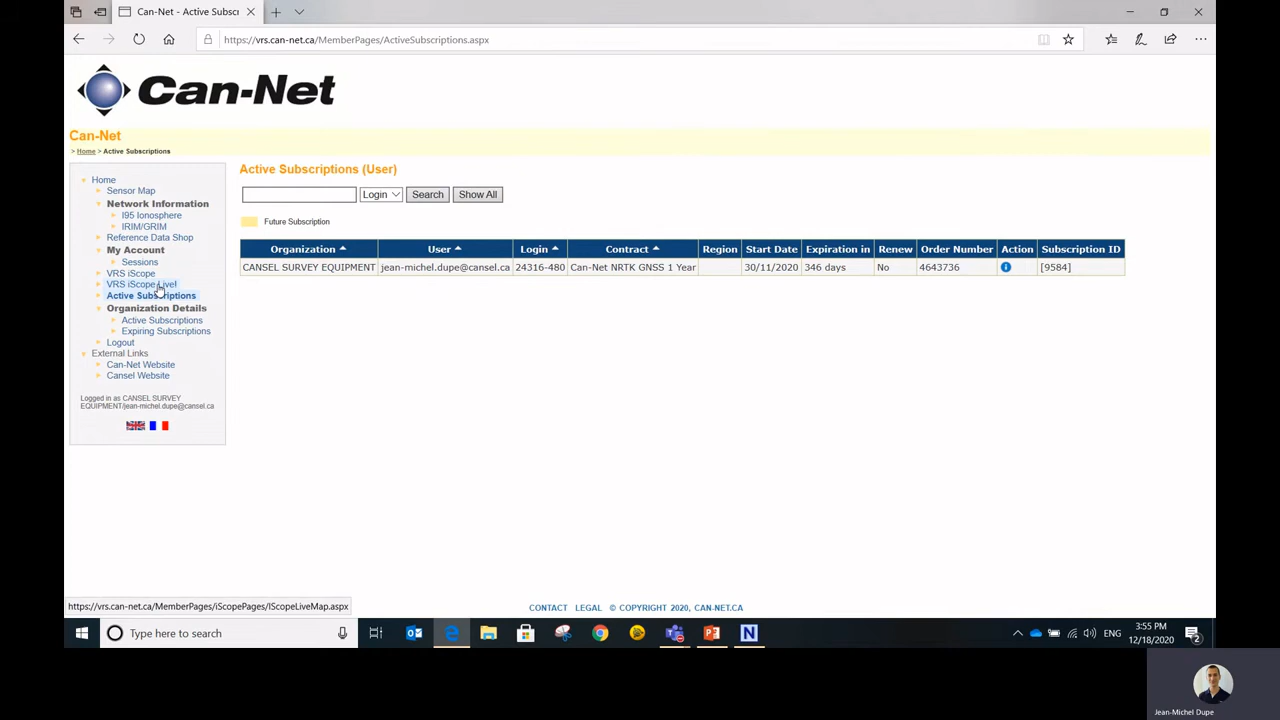 Can-Net - Active Subscri
https://vrs.can-net.ca/MemberPages/ActiveSubscriptions.aspx
Can-Net
Can-Net
> Home > Active Subscriptions
Home
Sensor Map
Network Information
I95 Ionosphere
IRIM/GRIM
Reference Data Shop
My Account
Sessions
VRS iScope
VRS iScope Live!
Active Subscriptions
Organization Details
Active Subscriptions
Expiring Subscriptions
Logout
External Links
Can-Net Website
Cansel Website
Logged in as CANSEL SURVEY
EQUIPMENT/jean-michel.dupe@cansel.ca
Active Subscriptions (User)
Login Search Show All
Future Subscription
Organization User Login Contract Region Start Date Expiration in Renew Order Number Action Subscription ID
CANSEL SURVEY EQUIPMENT jean-michel.dupe@cansel.ca 24316-480 Can-Net NRTK GNSS 1 Year 30/11/2020 346 days No 4643736 [9584]
https://vrs.can-net.ca/MemberPages/iScopePages/IScopeLiveMap.aspx
CONTACT LEGAL © COPYRIGHT 2020, CAN-NET.CA
Type here to search
ENG
3:55 PM
12/18/2020
2
Jean-Michel Dupe